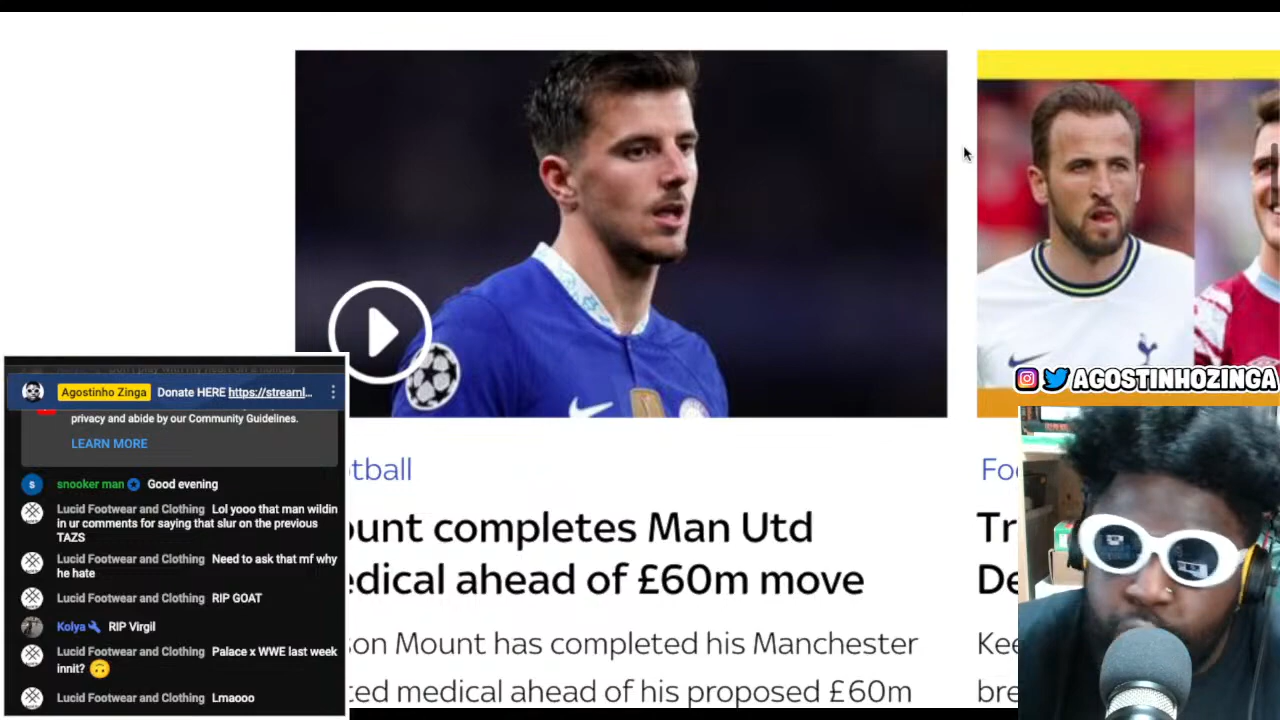 Agostinho Zinga Donate HERE https://streaml...
privacy and abide by our Community Guidelines.
LEARN MORE
s snooker man Good evening
Lucid Footwear and Clothing Lol yooo that man wildin
in ur comments for saying that slur on the previous
TAZS
Lucid Footwear and Clothing Need to ask that mf why
he hate
Lucid Footwear and Clothing RIP GOAT
Kolya RIP Virgil
Lucid Footwear and Clothing Palace x WWE last week
innit? 🙃
Lucid Footwear and Clothing Lmaooo
tball
unt completes Man Utd
edical ahead of £60m move
son Mount has completed his Manchester
ted medical ahead of his proposed £60m
AGOSTINHOZINGA
Fo
Tr
De
Kee
bre